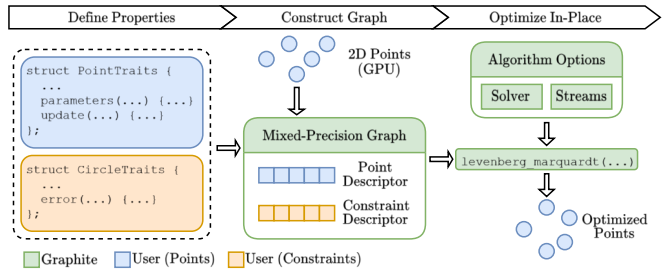 Define Properties
Construct Graph
Optimize In-Place
struct PointTraits {
...
parameters(...) {...}
update(...) {...}
};
struct CircleTraits {
...
error(...) {...}
};
2D Points
(GPU)
Mixed-Precision Graph
Point
Descriptor
Constraint
Descriptor
Algorithm Options
Solver
Streams
levenberg_marquardt(...)
Optimized
Points
Graphite
User (Points)
User (Constraints)